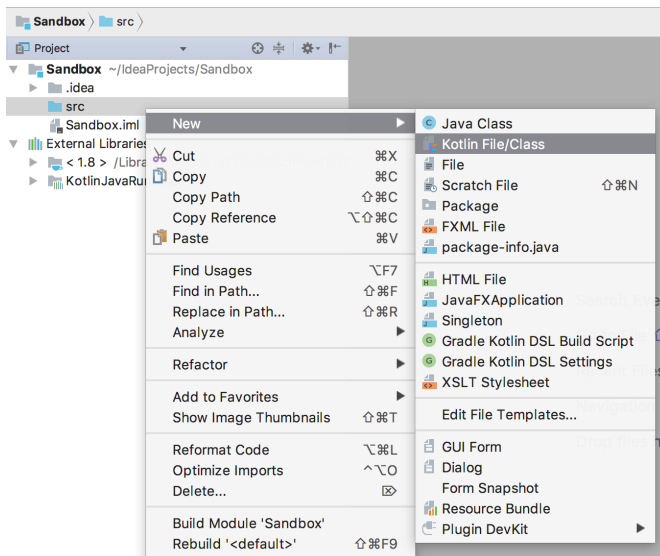 Sandbox src
Project
Sandbox ~/IdeaProjects/Sandbox
.idea
src
Sandbox.iml
External Libraries
< 1.8 > /Libra
KotlinJavaRun
New
Cut ⌘X
Copy ⌘C
Copy Path ⇧⌘C
Copy Reference ⌥⇧⌘C
Paste ⌘V
Find Usages ⌥F7
Find in Path... ⇧⌘F
Replace in Path... ⇧⌘R
Analyze
Refactor
Add to Favorites
Show Image Thumbnails ⇧⌘T
Reformat Code ⌥⌘L
Optimize Imports ^⌥O
Delete... ⌦
Build Module 'Sandbox'
Rebuild '<default>' ⇧⌘F9
Java Class
Kotlin File/Class
File
Scratch File ⇧⌘N
Package
FXML File
package-info.java
HTML File
JavaFXApplication
Singleton
Gradle Kotlin DSL Build Script
Gradle Kotlin DSL Settings
XSLT Stylesheet
Edit File Templates...
GUI Form
Dialog
Form Snapshot
Resource Bundle
Plugin DevKit